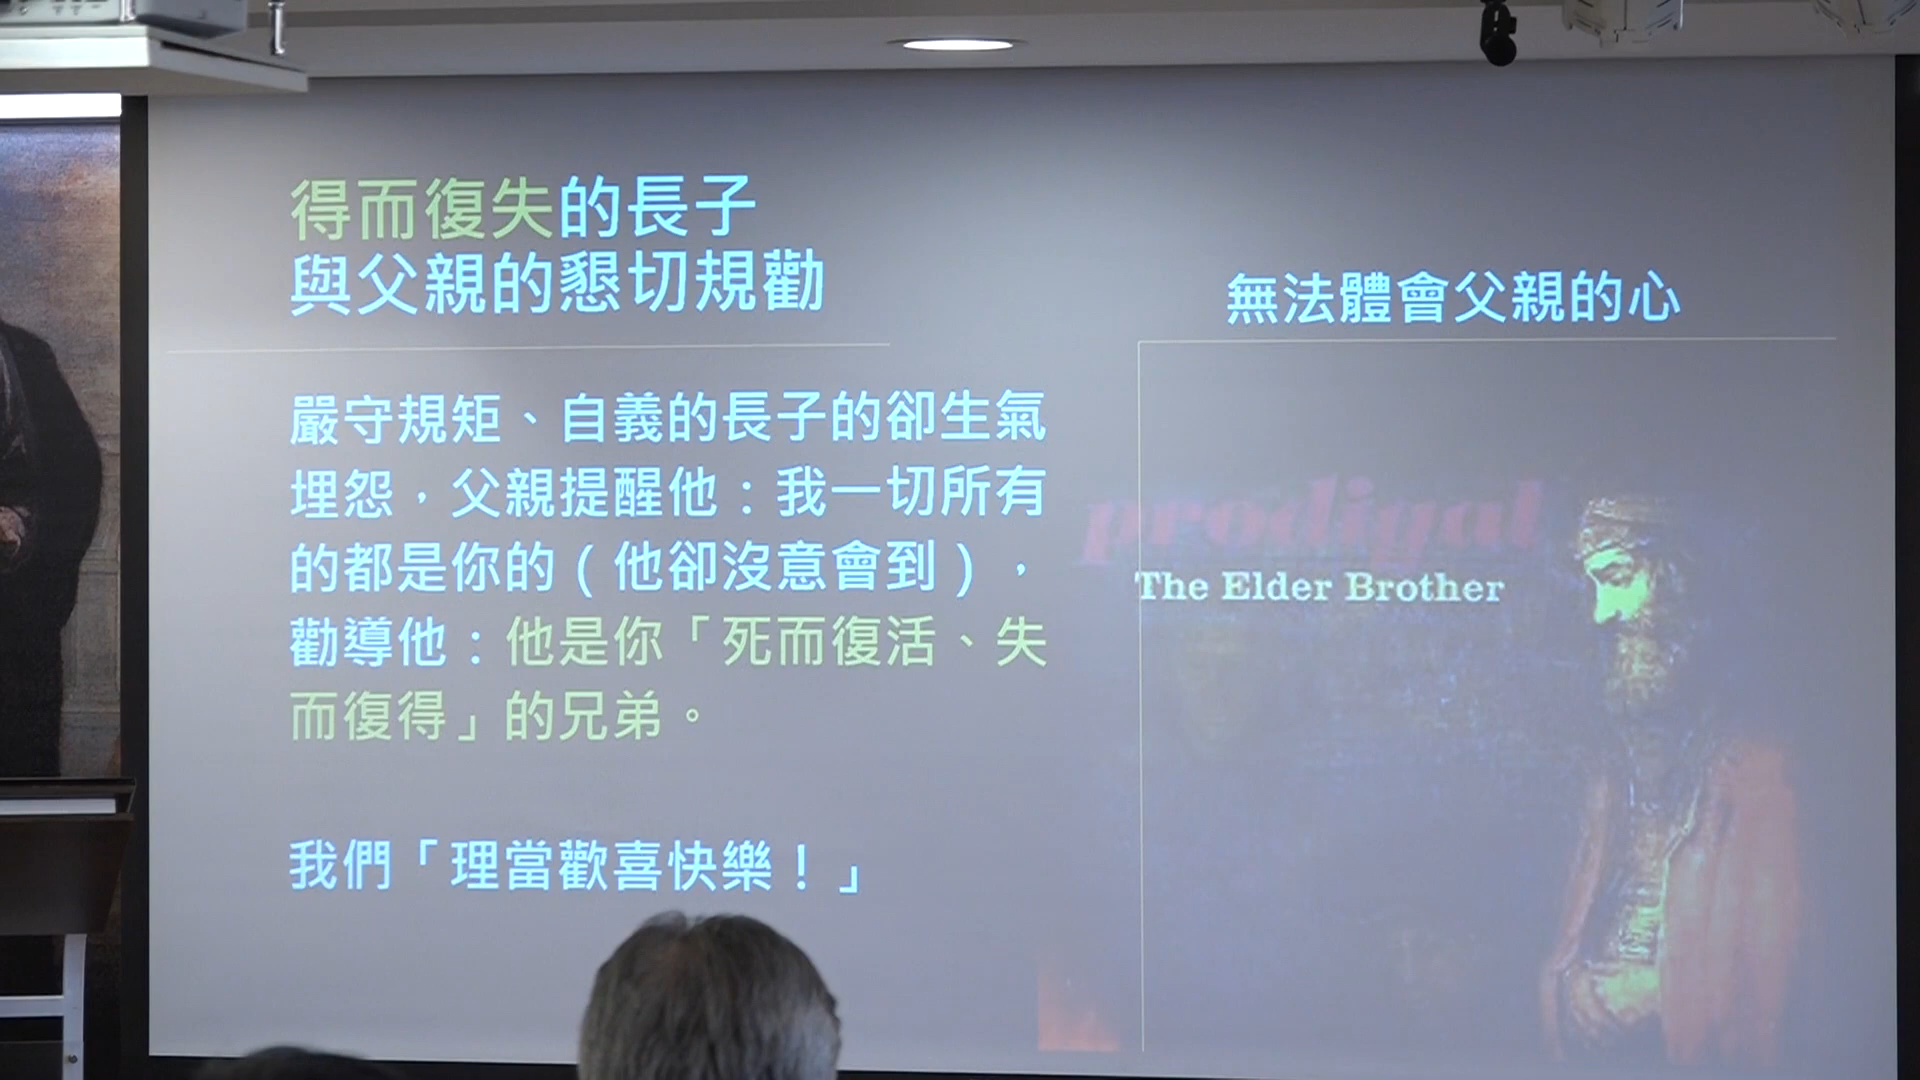 得而復失的長子
與父親的懇切規勸
無法體會父親的心
嚴守規矩、自義的長子的卻生氣
埋怨，父親提醒他：我一切所有
的都是你的（他卻沒意會到），
勸導他：他是你「死而復活、失
而復得」的兄弟。
我們「理當歡喜快樂！」
prodigal
The Elder Brother